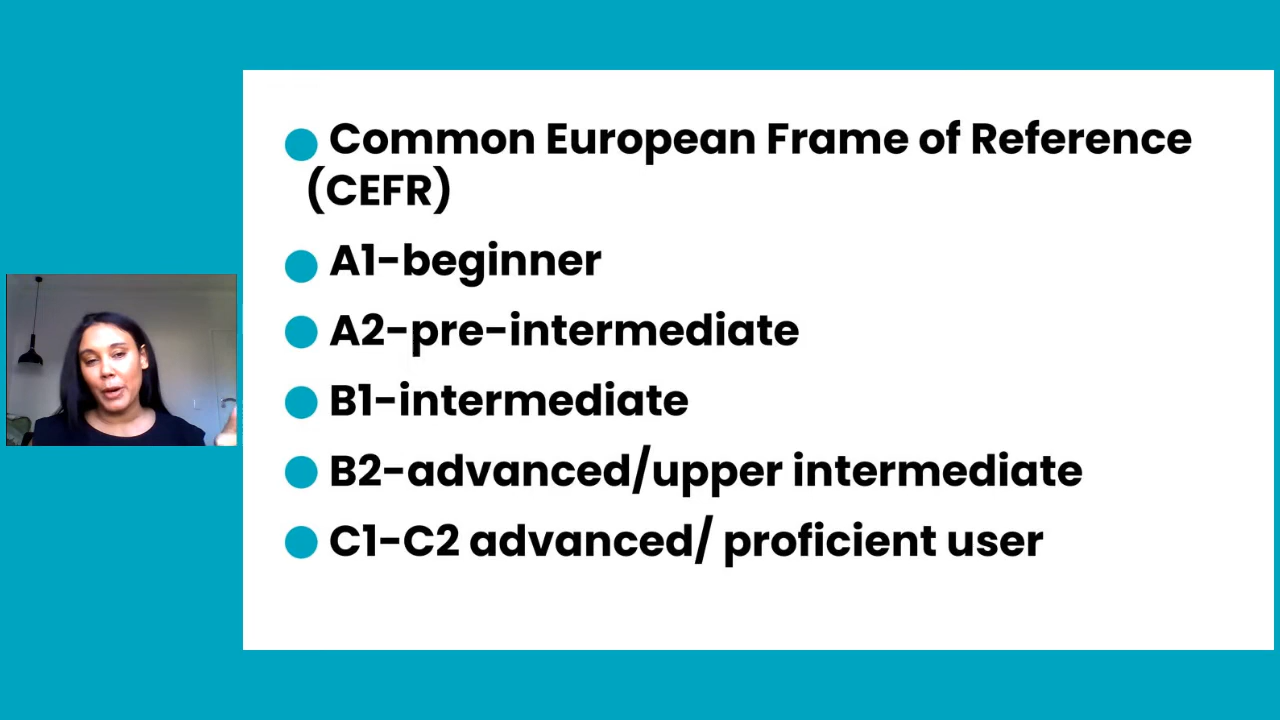 Common European Frame of Reference
(CEFR)
A1-beginner
A2-pre-intermediate
B1-intermediate
B2-advanced/upper intermediate
C1-C2 advanced/ proficient user